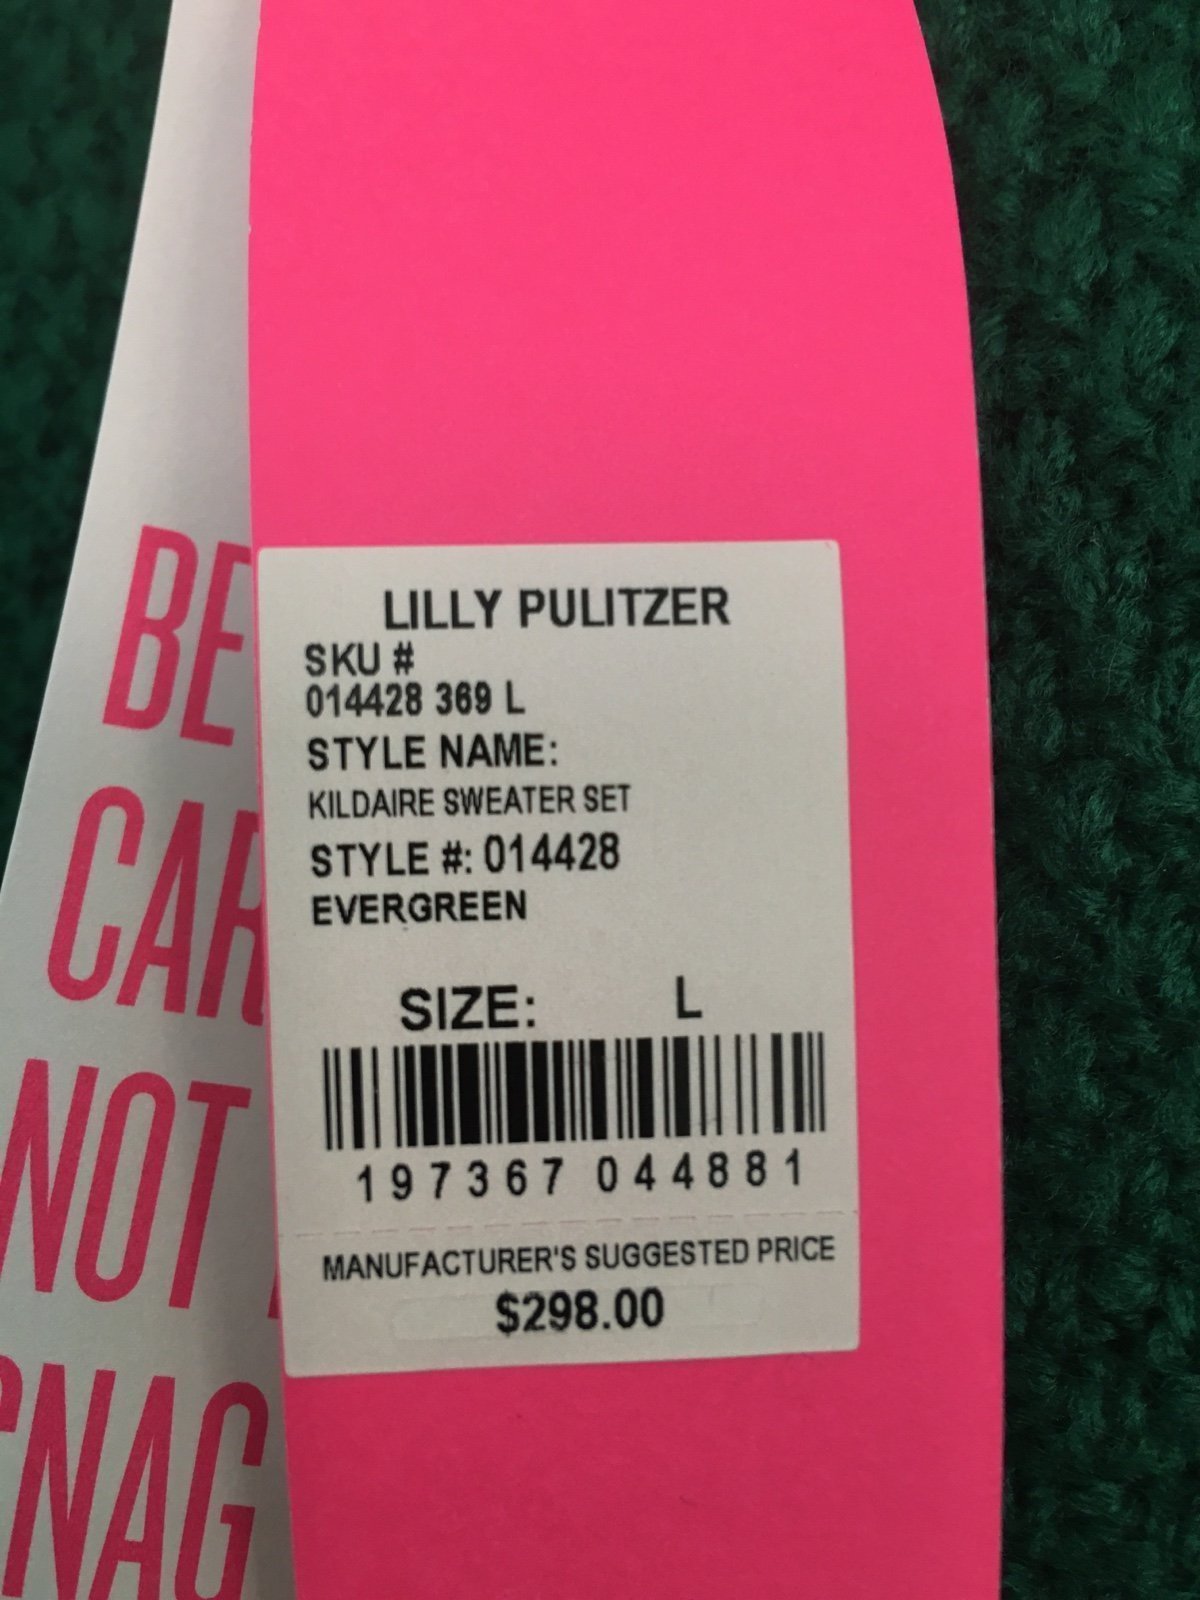 BE
CAR
NOT
SNAG
LILLY PULITZER
SKU #
014428 369 L
STYLE NAME:
KILDAIRE SWEATER SET
STYLE #: 014428
EVERGREEN
SIZE: L
197367 044881
MANUFACTURER'S SUGGESTED PRICE
$298.00